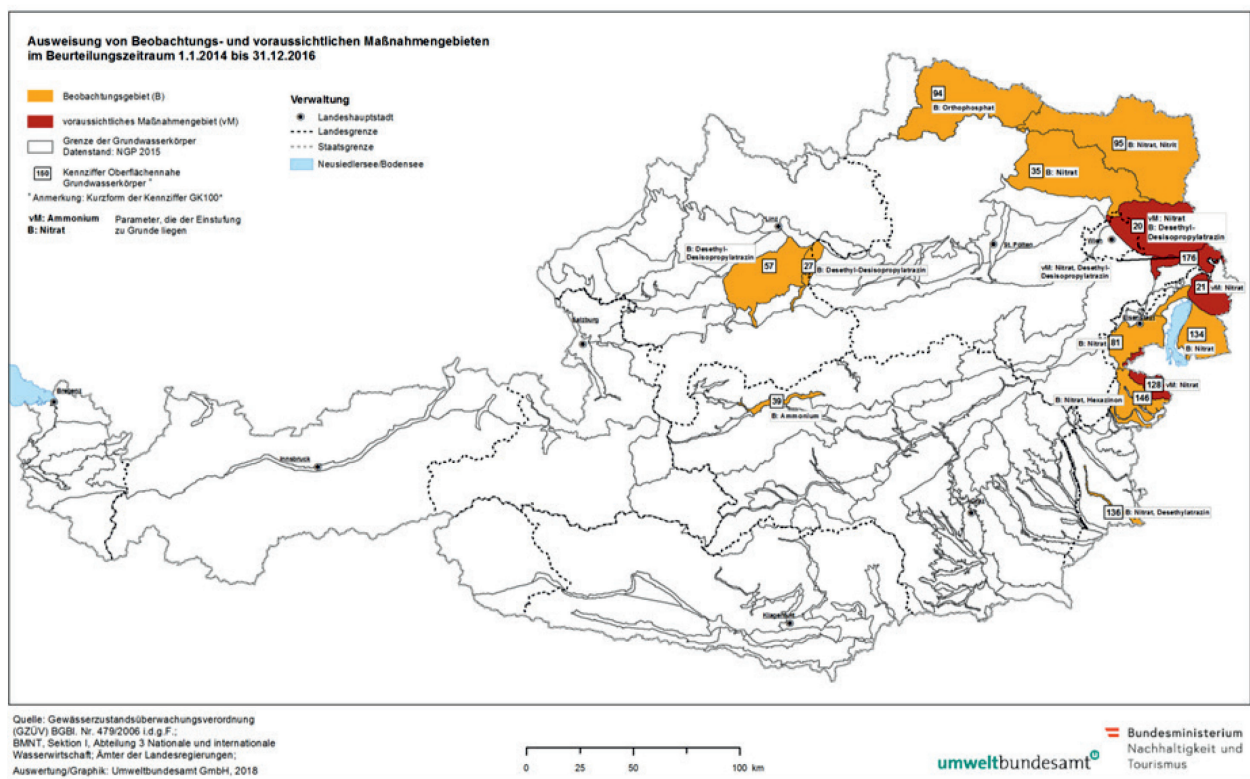 Ausweisung von Beobachtungs- und voraussichtlichen Maßnahmengebieten
im Beurteilungszeitraum 1.1.2014 bis 31.12.2016
Beobachtungsgebiet (B)
voraussichtliches Maßnahmengebiet (vM)
Grenze der Grundwasserkörper
Datenstand: NGP 2015
150
Kennziffer Oberflächennahe
Grundwasserkörper *
* Anmerkung: Kurzform der Kennziffer GK100*
vM: Ammonium
B: Nitrat
Parameter, die der Einstufung
zu Grunde liegen
Verwaltung
Landeshauptstadt
Landesgrenze
Staatsgrenze
Neusiedlersee/Bodensee
94
B: Orthophosphat
95
B: Nitrat, Nitrit
35
B: Nitrat
20
vM: Nitrat
B: Desethyl-
Desisopropylatrazin
Linz
St. Pölten
Wien
B: Desethyl-
Desisopropylatrazin
57
27
B: Desethyl-Desisopropylatrazin
176
vM: Nitrat, Desethyl-
Desisopropylatrazin
21
vM: Nitrat
Salzburg
Eisenstadt
B: Nitrat
81
134
B: Nitrat
Bregenz
39
B: Ammonium
128
vM: Nitrat
B: Nitrat, Hexazinon
146
Innsbruck
Graz
136
B: Nitrat, Desethylatrazin
Klagenfurt
Quelle: Gewässerzustandsüberwachungsverordnung
(GZÜV) BGBl. Nr. 479/2006 i.d.g.F.;
BMNT, Sektion I, Abteilung 3 Nationale und internationale
Wasserwirtschaft; Ämter der Landesregierungen;
Auswertung/Graphik: Umweltbundesamt GmbH, 2018
0 25 50 100 km
umweltbundesamt
Bundesministerium
Nachhaltigkeit und
Tourismus